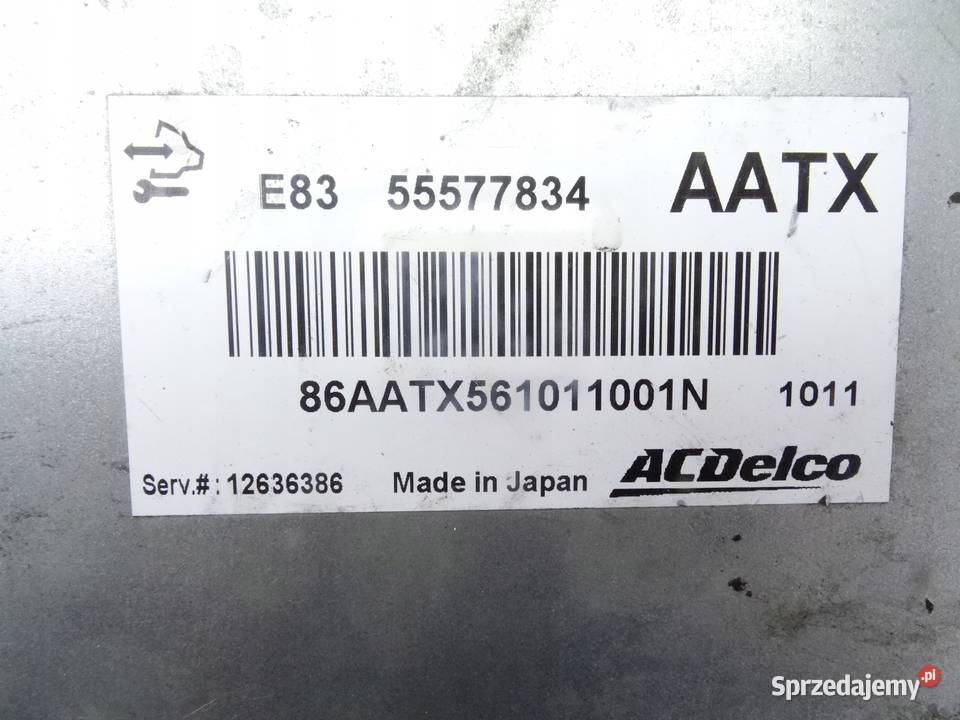 E83 55577834 AATX
86AATX561011001N 1011
Serv.#: 12636386 Made in Japan ACDelco
Sprzedajemy.pl